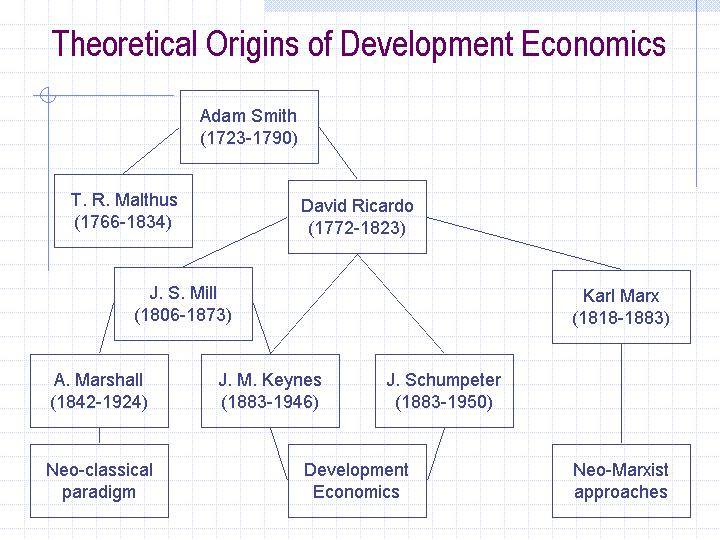 Theoretical Origins of Development Economics
Adam Smith
(1723-1790)
T. R. Malthus
(1766-1834)
David Ricardo
(1772-1823)
J. S. Mill
(1806-1873)
Karl Marx
(1818-1883)
A. Marshall
(1842-1924)
J. M. Keynes
(1883-1946)
J. Schumpeter
(1883-1950)
Neo-classical
paradigm
Development
Economics
Neo-Marxist
approaches